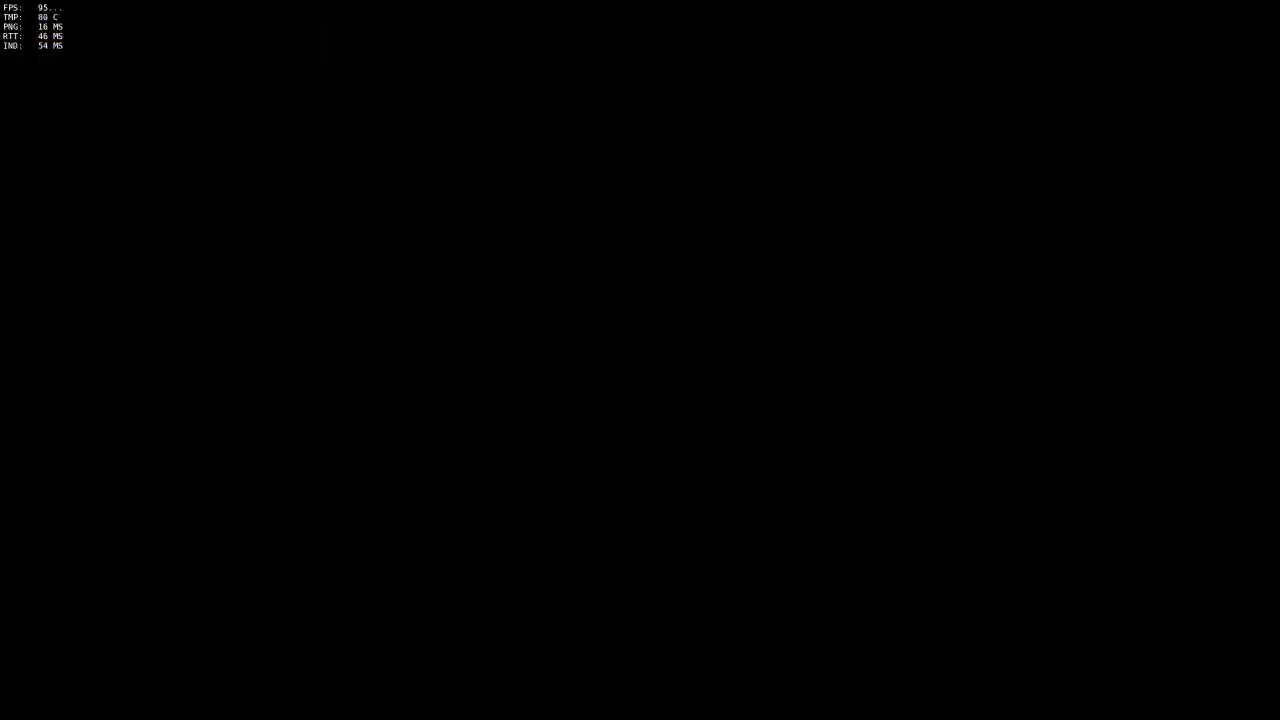 FPS: 95...
TMP: 80 C
PNG: 16 MS
RTT: 46 MS
IND: 54 MS